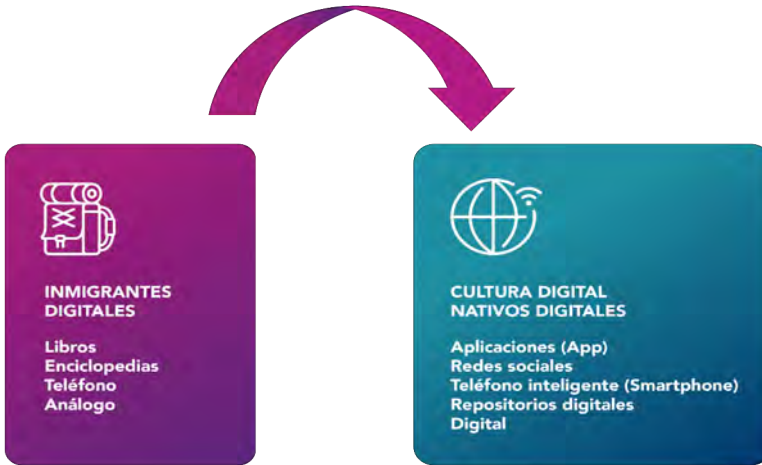 INMIGRANTES
DIGITALES
Libros
Enciclopedias
Teléfono
Análogo
CULTURA DIGITAL
NATIVOS DIGITALES
Aplicaciones (App)
Redes sociales
Teléfono inteligente (Smartphone)
Repositorios digitales
Digital